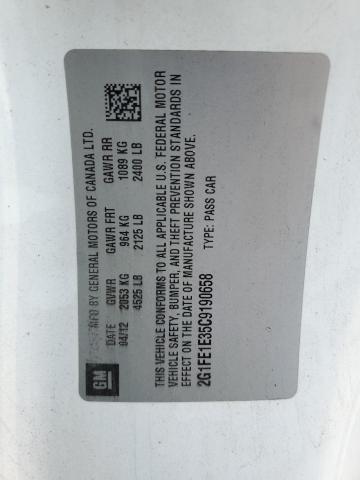 GM
MFD BY GENERAL MOTORS OF CANADA LTD.
DATE GVWR GAWR FRT GAWR RR
04/12 2053 KG 964 KG 1089 KG
4525 LB 2125 LB 2400 LB
THIS VEHICLE CONFORMS TO ALL APPLICABLE U.S. FEDERAL MOTOR
VEHICLE SAFETY, BUMPER, AND THEFT PREVENTION STANDARDS IN
EFFECT ON THE DATE OF MANUFACTURE SHOWN ABOVE.
2G1FE1E35C9190658 TYPE: PASS CAR